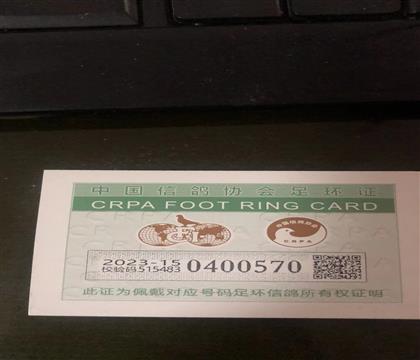 中国信鸽协会足环证
CRPA FOOT RING CARD
2023-15
校验码515483
0400570
此证为佩戴对应号码足环信鸽所有权证明